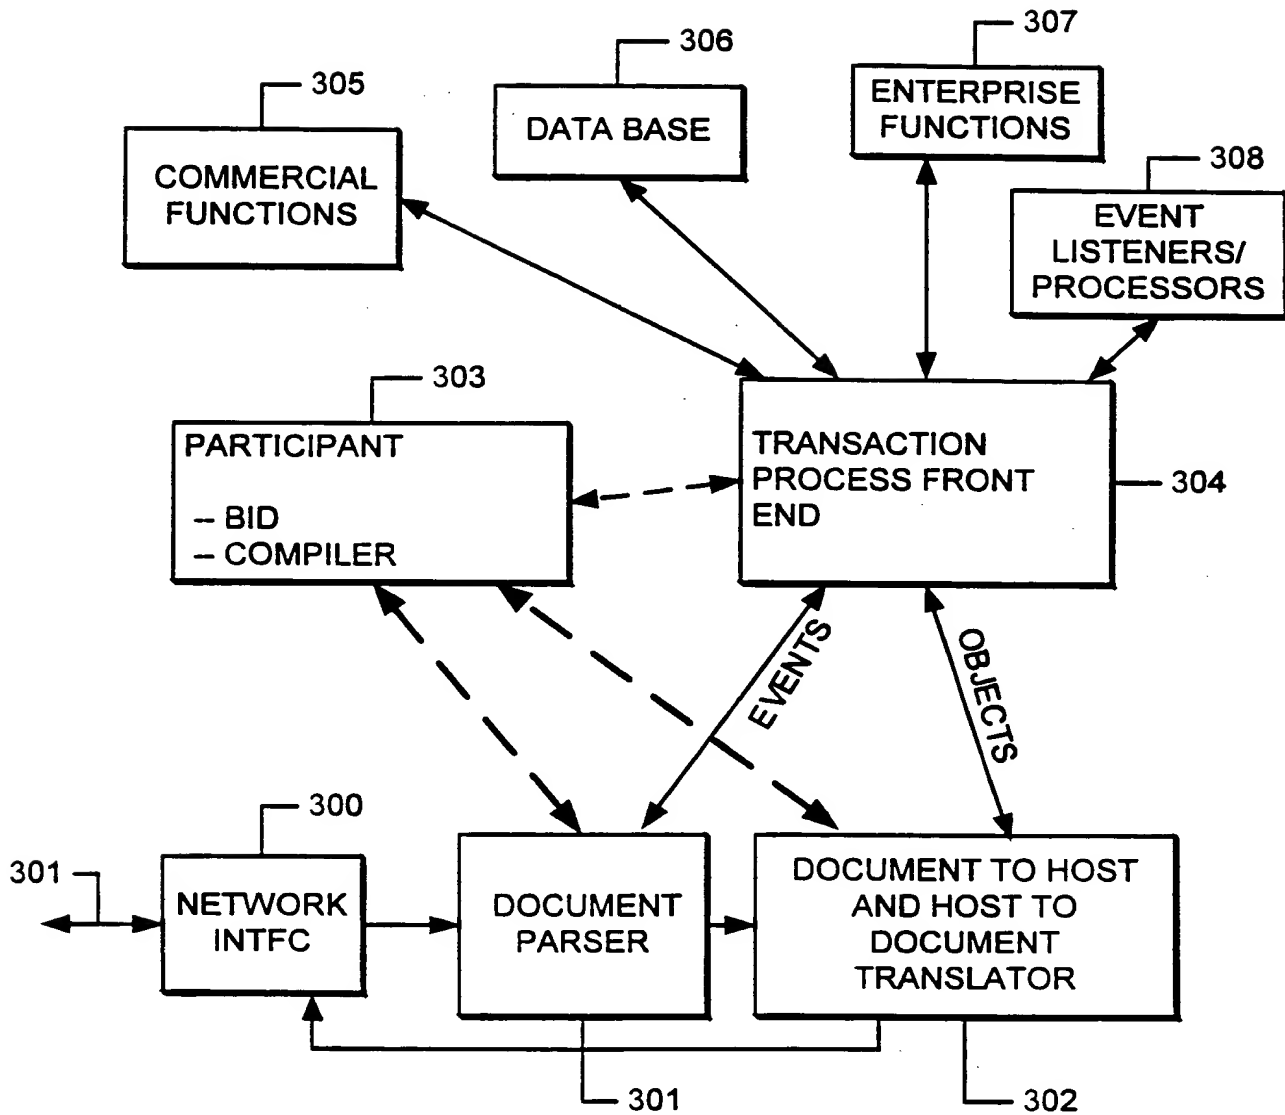 307
306
305
ENTERPRISE
FUNCTIONS
DATA BASE
308
COMMERCIAL
FUNCTIONS
EVENT
LISTENERS/
PROCESSORS
303
PARTICIPANT
– BID
– COMPILER
TRANSACTION
PROCESS FRONT
END
304
EVENTS
OBJECTS
300
301
NETWORK
INTFC
DOCUMENT
PARSER
DOCUMENT TO HOST
AND HOST TO
DOCUMENT
TRANSLATOR
301
302